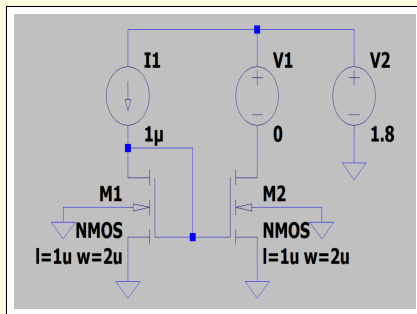 I1 V1 V2
1µ 0 1.8
M1 M2
NMOS NMOS
l=1u w=2u l=1u w=2u